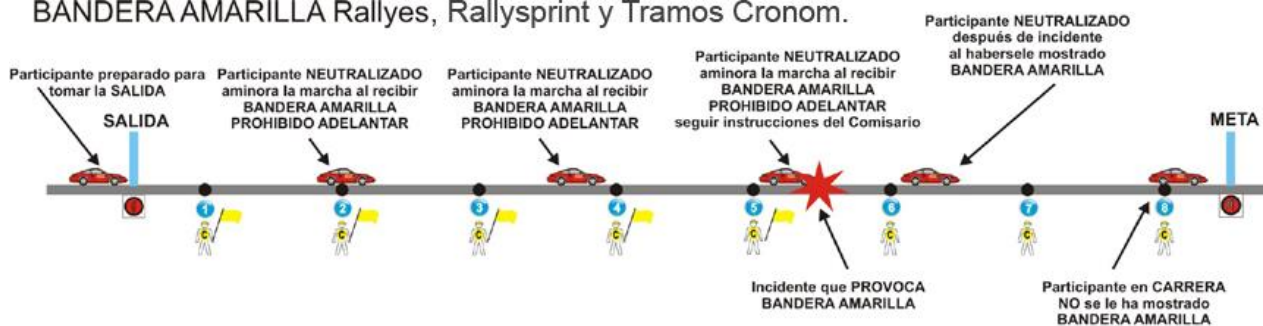 BANDERA AMARILLA Rallyes, Rallysprint y Tramos Cronom.
Participante preparado para
tomar la SALIDA
SALIDA
Participante NEUTRALIZADO
aminora la marcha al recibir
BANDERA AMARILLA
PROHIBIDO ADELANTAR
Participante NEUTRALIZADO
aminora la marcha al recibir
BANDERA AMARILLA
PROHIBIDO ADELANTAR
Participante NEUTRALIZADO
aminora la marcha al recibir
BANDERA AMARILLA
PROHIBIDO ADELANTAR
seguir instrucciones del Comisario
Participante NEUTRALIZADO
después de incidente
al habersele mostrado
BANDERA AMARILLA
META
1 2 3 4 5 6 7 8
C C C C C C C C
Incidente que PROVOCA
BANDERA AMARILLA
Participante en CARRERA
NO se le ha mostrado
BANDERA AMARILLA